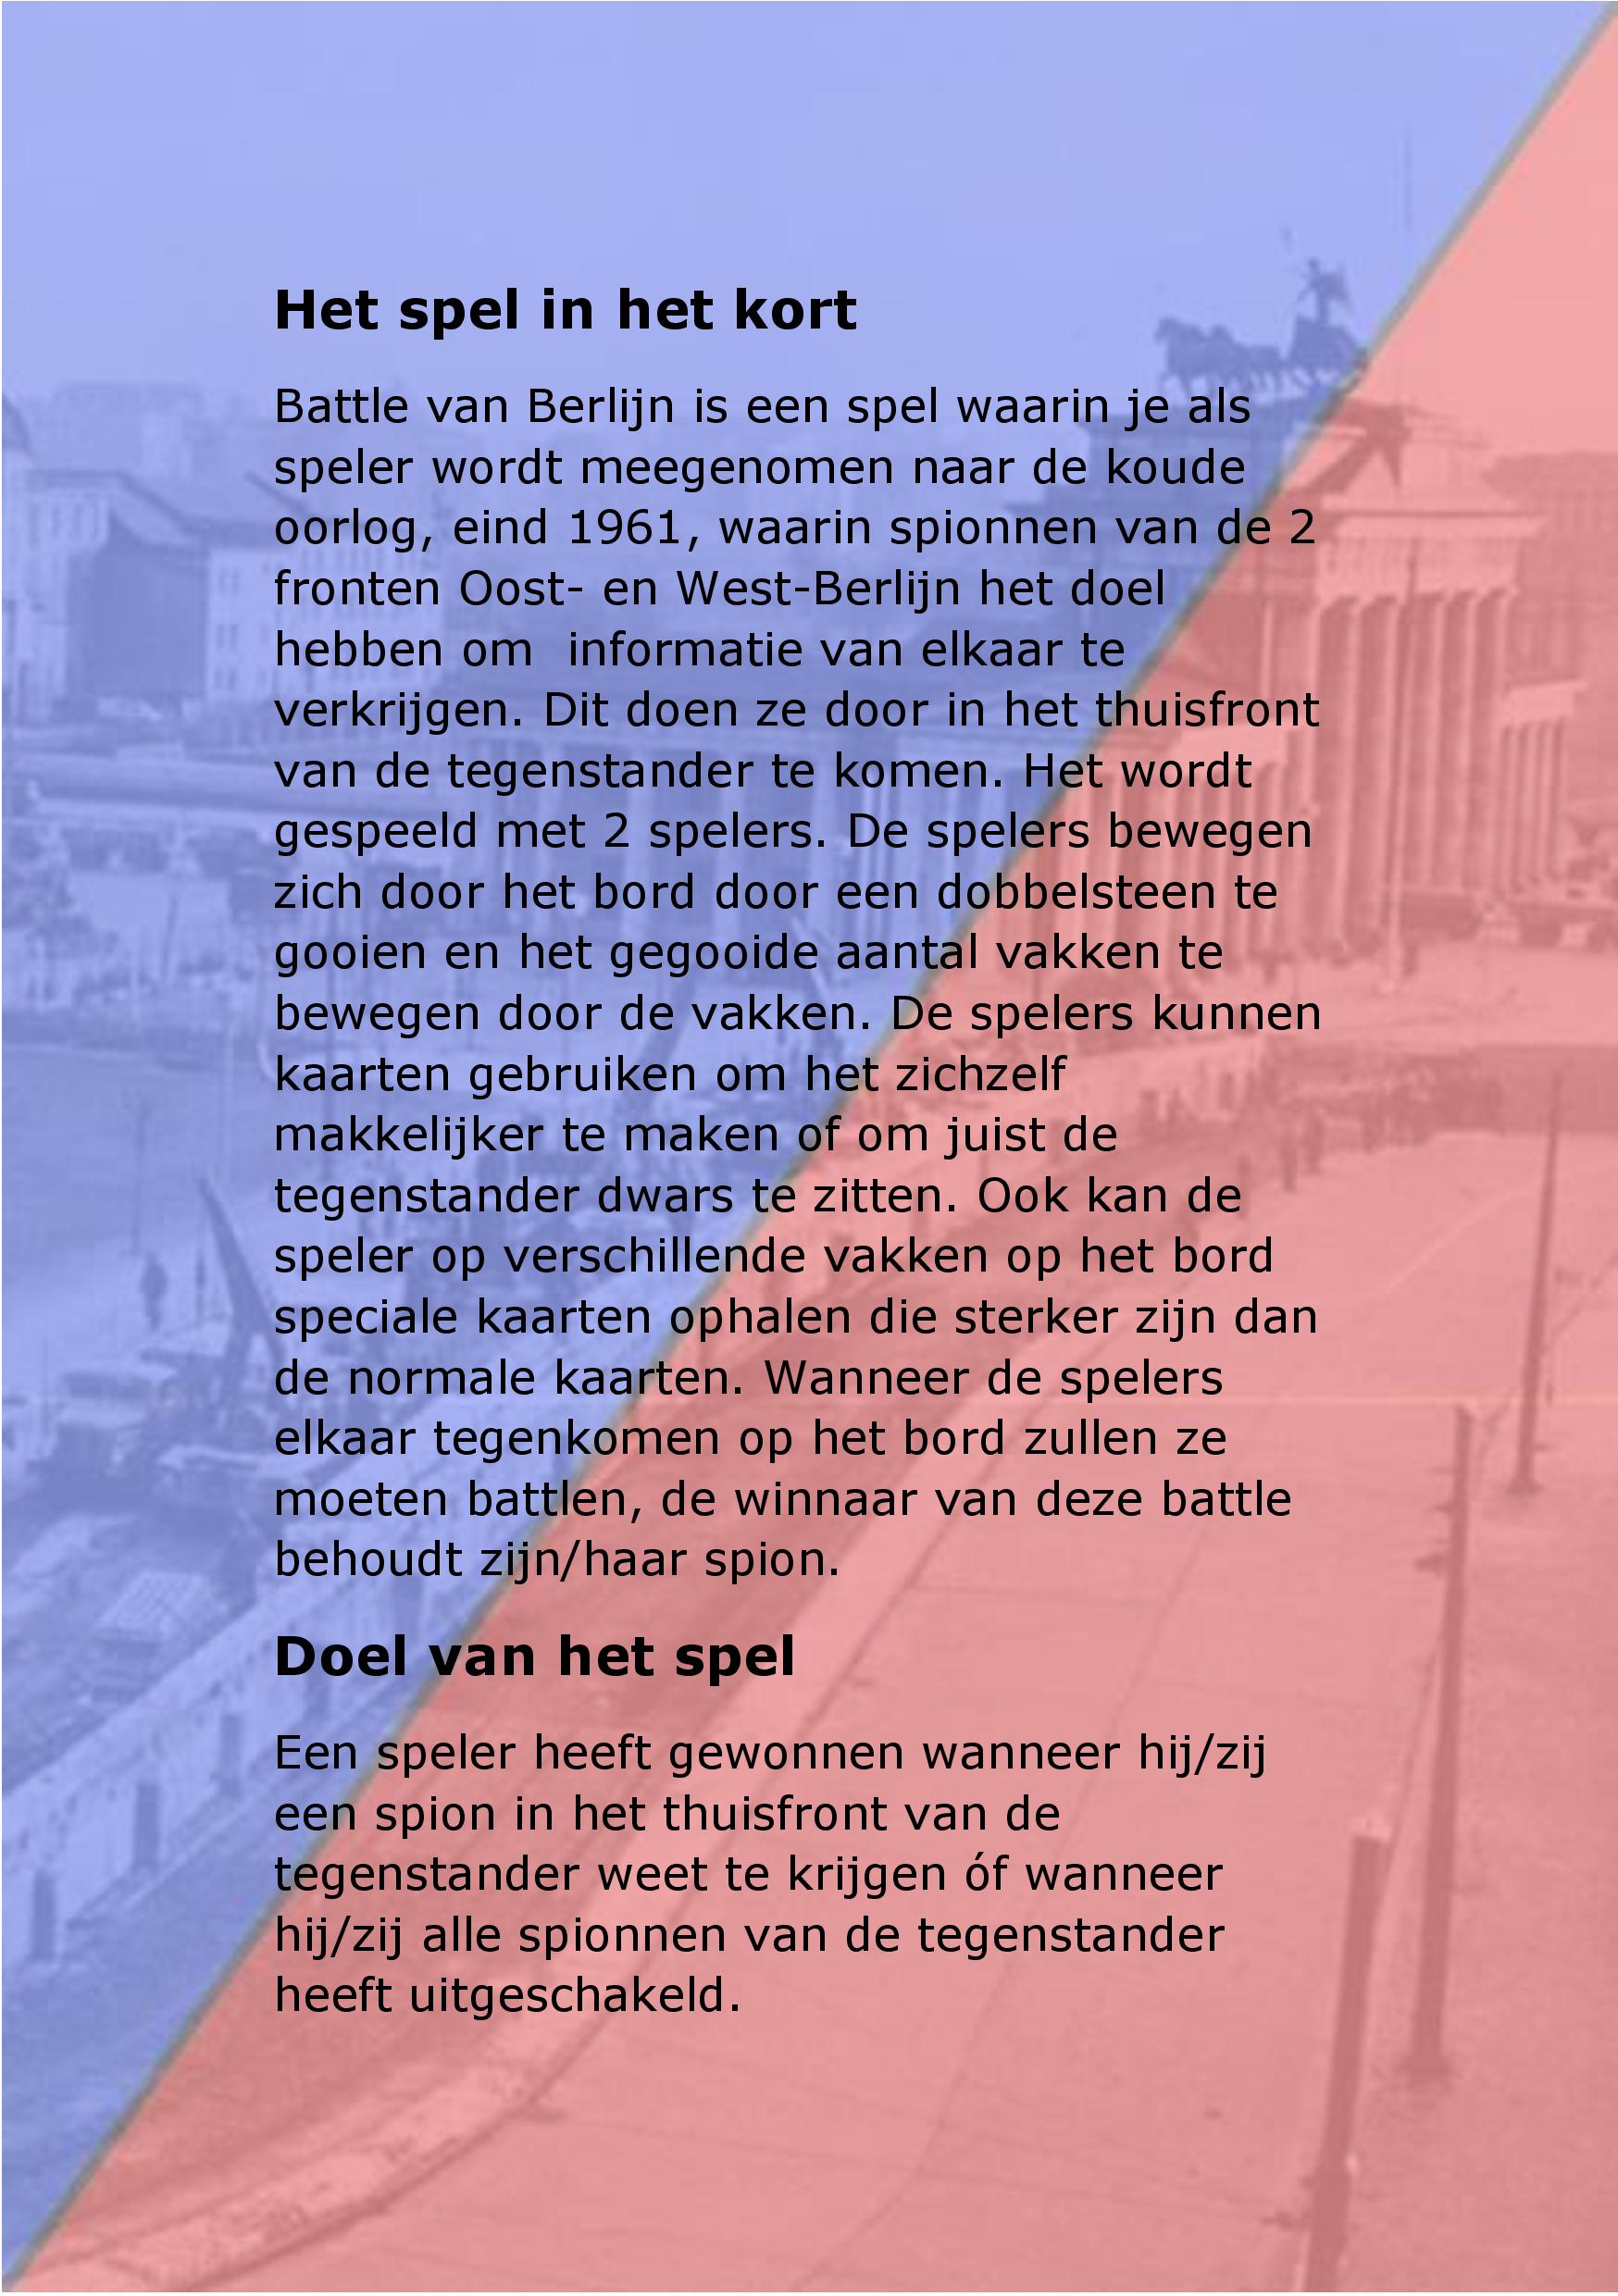 Het spel in het kort
Battle van Berlijn is een spel waarin je als
speler wordt meegenomen naar de koude
oorlog, eind 1961, waarin spionnen van de 2
fronten Oost- en West-Berlijn het doel
hebben om  informatie van elkaar te
verkrijgen. Dit doen ze door in het thuisfront
van de tegenstander te komen. Het wordt
gespeeld met 2 spelers. De spelers bewegen
zich door het bord door een dobbelsteen te
gooien en het gegooide aantal vakken te
bewegen door de vakken. De spelers kunnen
kaarten gebruiken om het zichzelf
makkelijker te maken of om juist de
tegenstander dwars te zitten. Ook kan de
speler op verschillende vakken op het bord
speciale kaarten ophalen die sterker zijn dan
de normale kaarten. Wanneer de spelers
elkaar tegenkomen op het bord zullen ze
moeten battlen, de winnaar van deze battle
behoudt zijn/haar spion.
Doel van het spel
Een speler heeft gewonnen wanneer hij/zij
een spion in het thuisfront van de
tegenstander weet te krijgen óf wanneer
hij/zij alle spionnen van de tegenstander
heeft uitgeschakeld.